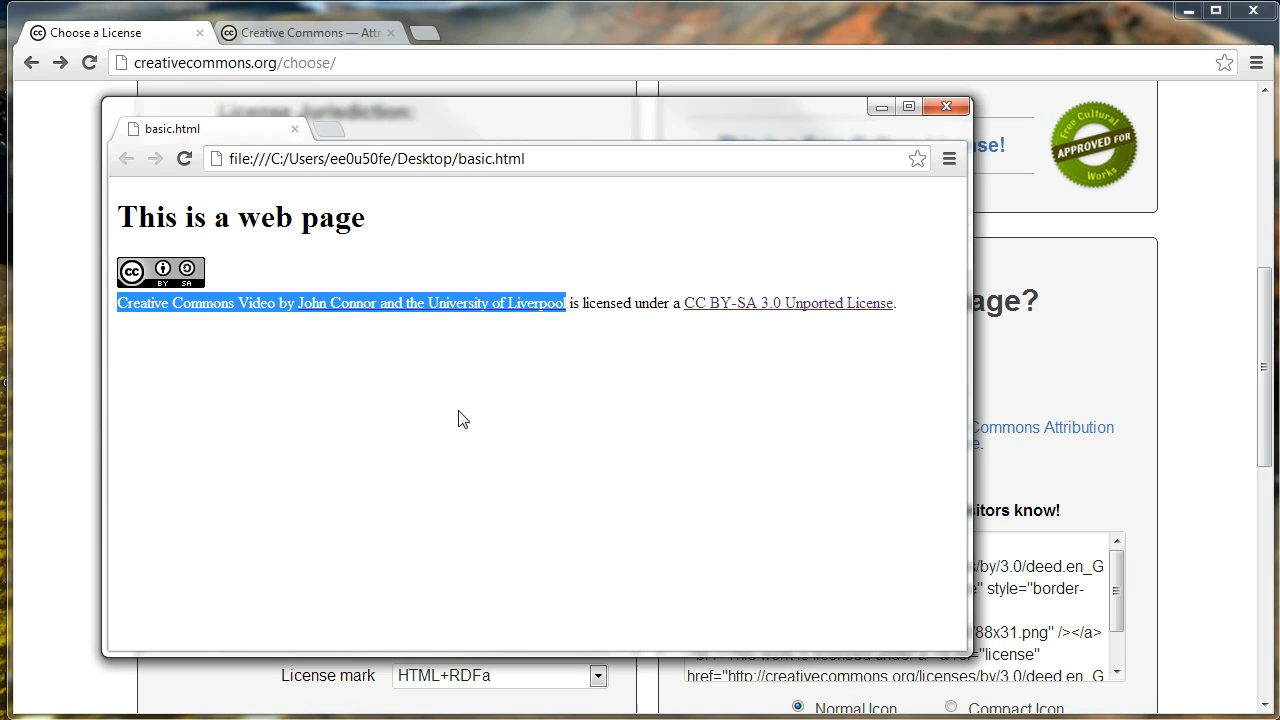 Choose a License
Creative Commons — Attr
creativecommons.org/choose/
License Jurisdiction:
basic.html
file:///C:/Users/ee0u50fe/Desktop/basic.html
This is a web page
cc BY SA
Creative Commons Video by John Connor and the University of Liverpool is licensed under a CC BY-SA 3.0 Unported License.
Free Cultural
APPROVED FOR
Works
nse!
age?
Commons Attribution
e.
sitors know!
s/by/3.0/deed.en_G
e" style="border-
/88x31.png" /></a>
href="http://creativecommons.org/licenses/by/3.0/deed.en_G
License mark
HTML+RDFa
Normal Icon
Compact Icon